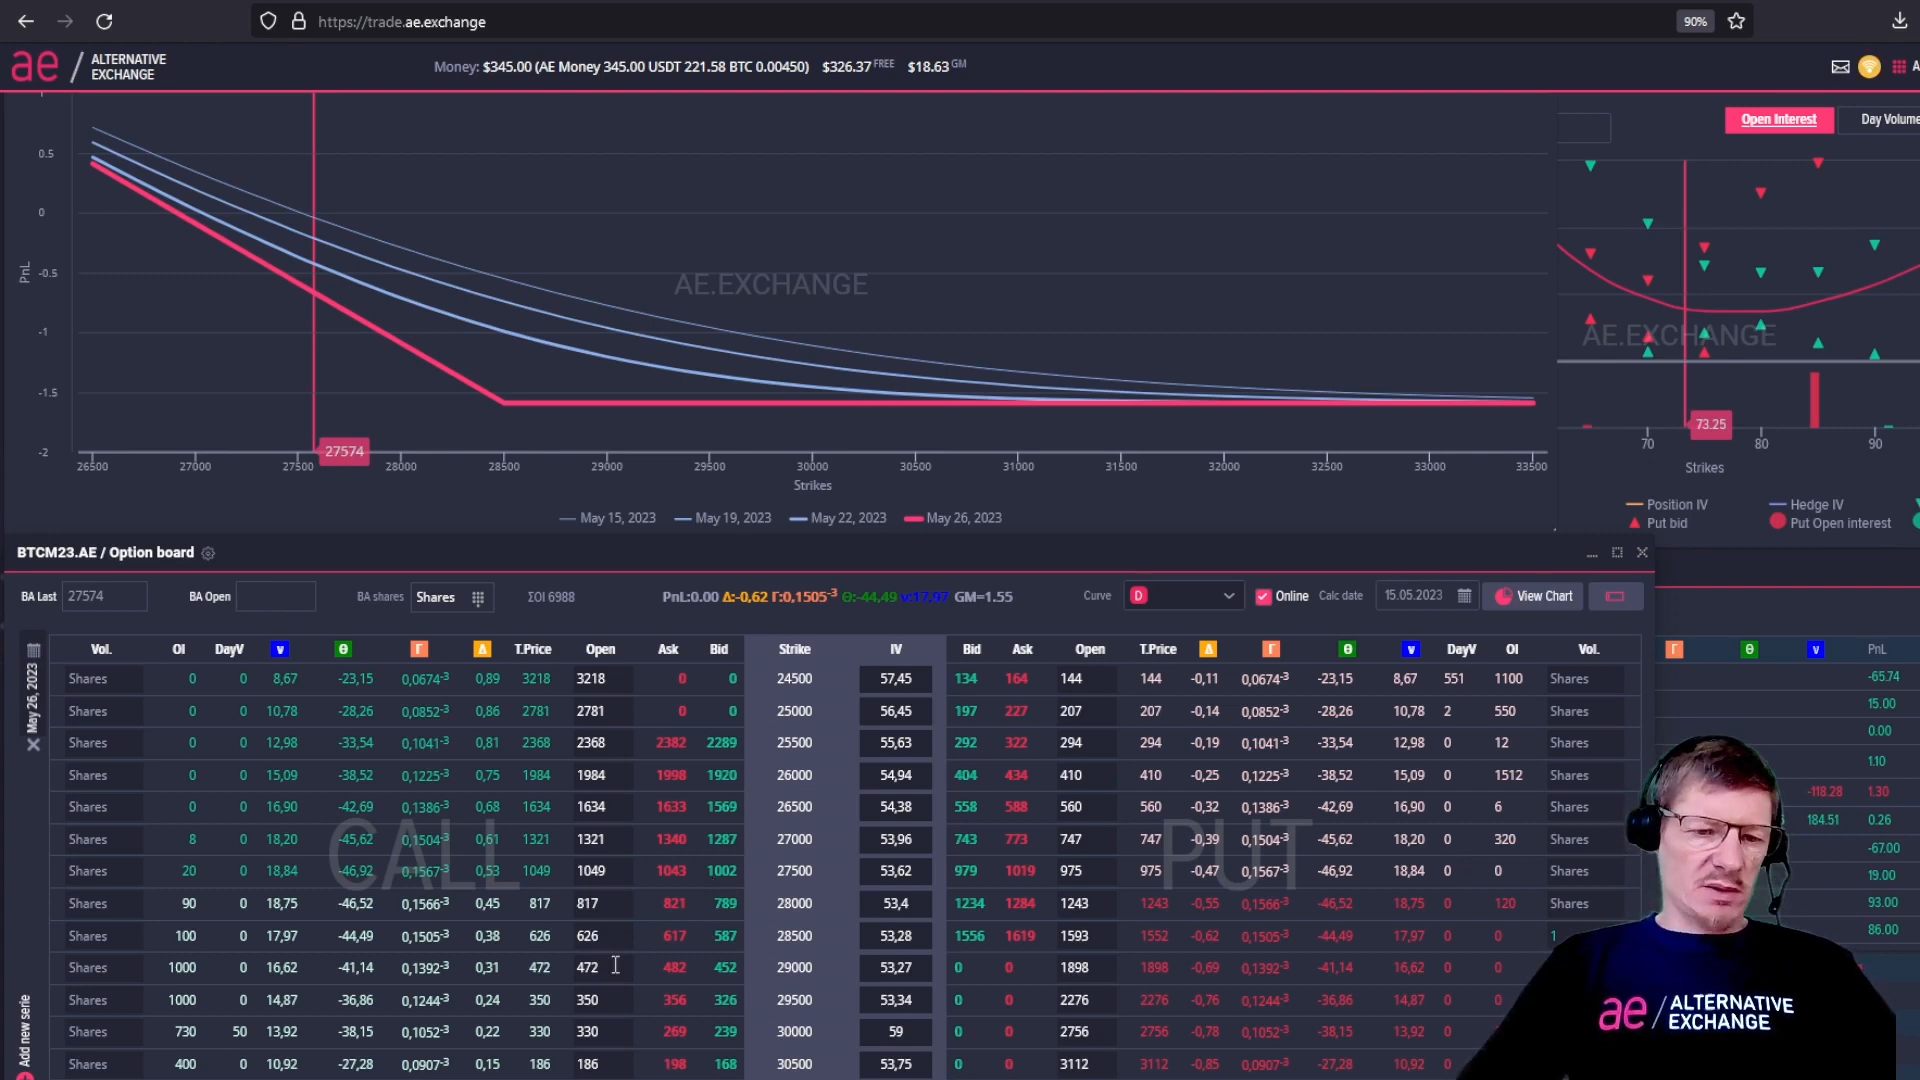 https://trade.ae.exchange
90%
ae / ALTERNATIVE EXCHANGE
Money: $345.00 (AE Money 345.00 USDT 221.58 BTC 0.00450) $326.37 FREE $18.63 GM
Open Interest Day Volume
0.5
0
-0.5
-1
-1.5
-2
PnL
AE.EXCHANGE
AE.EXCHANGE
27574
73.25
26500 27000 27500 28000 28500 29000 29500 30000 30500 31000 31500 32000 32500 33000 33500
70 80 90
Strikes
Strikes
May 15, 2023 May 19, 2023 May 22, 2023 May 26, 2023
Position IV Hedge IV
Put bid Put Open interest
BTCM23.AE / Option board
BA Last 27574 BA Open BA shares Shares ΣOI 6988 PnL:0.00 Δ:-0,62 Γ:0,1505-3 Θ:-44,49 ν:17,97 GM=1.55 Curve D Online Calc date 15.05.2023 View Chart
May 26, 2023
Add new serie
CALL
PUT
Vol. OI DayV ν Θ Γ Δ T.Price Open Ask Bid Strike IV Bid Ask Open T.Price Δ Γ Θ ν DayV OI Vol. Γ Θ ν PnL
Shares 0 0 8,67 -23,15 0,0674-3 0,89 3218 3218 0 0 24500 57,45 134 164 144 144 -0,11 0,0674-3 -23,15 8,67 551 1100 Shares -65.74
Shares 0 0 10,78 -28,26 0,0852-3 0,86 2781 2781 0 0 25000 56,45 197 227 207 207 -0,14 0,0852-3 -28,26 10,78 2 550 Shares 15.00
Shares 0 0 12,98 -33,54 0,1041-3 0,81 2368 2368 2382 2289 25500 55,63 292 322 294 294 -0,19 0,1041-3 -33,54 12,98 0 12 Shares 0.00
Shares 0 0 15,09 -38,52 0,1225-3 0,75 1984 1984 1998 1920 26000 54,94 404 434 410 410 -0,25 0,1225-3 -38,52 15,09 0 1512 Shares 1.10
Shares 0 0 16,90 -42,69 0,1386-3 0,68 1634 1634 1633 1569 26500 54,38 558 588 560 560 -0,32 0,1386-3 -42,69 16,90 0 6 Shares -118.28 1.30
Shares 8 0 18,20 -45,62 0,1504-3 0,61 1321 1321 1340 1287 27000 53,96 743 773 747 747 -0,39 0,1504-3 -45,62 18,20 0 320 Shares 184.51 0.26
Shares 20 0 18,84 -46,92 0,1567-3 0,53 1049 1049 1043 1002 27500 53,62 979 1019 975 975 -0,47 0,1567-3 -46,92 18,84 0 0 Shares -67.00
19.00
Shares 90 0 18,75 -46,52 0,1566-3 0,45 817 817 821 789 28000 53,4 1234 1284 1243 1243 -0,55 0,1566-3 -46,52 18,75 0 120 Shares 93.00
Shares 100 0 17,97 -44,49 0,1505-3 0,38 626 626 617 587 28500 53,28 1556 1619 1593 1552 -0,62 0,1505-3 -44,49 17,97 0 0 1 86.00
Shares 1000 0 16,62 -41,14 0,1392-3 0,31 472 472 482 452 29000 53,27 0 0 1898 1898 -0,69 0,1392-3 -41,14 16,62 0 0
Shares 1000 0 14,87 -36,86 0,1244-3 0,24 350 350 356 326 29500 53,34 0 0 2276 2276 -0,76 0,1244-3 -36,86 14,87 0 0
Shares 730 50 13,92 -38,15 0,1052-3 0,22 330 330 269 239 30000 59 0 0 2756 2756 -0,78 0,1052-3 -38,15 13,92 0
Shares 400 0 10,92 -27,28 0,0907-3 0,15 186 186 198 168 30500 53,75 0 0 3112 3112 -0,85 0,0907-3 -27,28 10,92 0
ae / ALTERNATIVE EXCHANGE